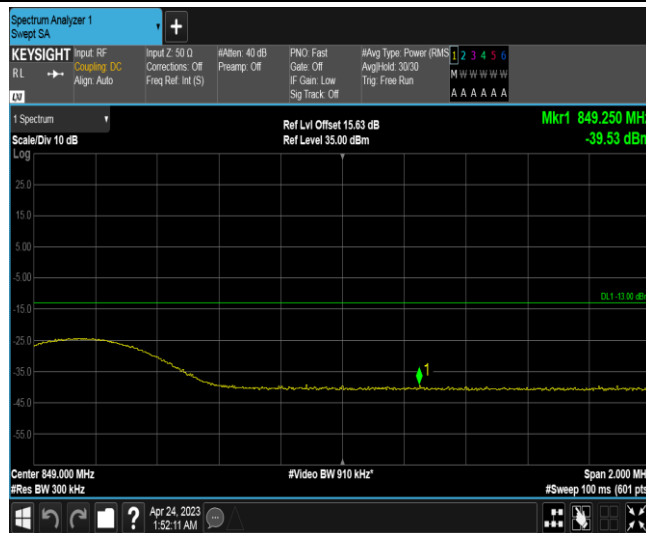 Spectrum Analyzer 1
Swept SA
+
KEYSIGHT
RL
LXI
Input: RF
Coupling: DC
Align: Auto
Input Z: 50 Ω
Corrections: Off
Freq Ref: Int (S)
#Atten: 40 dB
Preamp: Off
PNO: Fast
Gate: Off
IF Gain: Low
Sig Track: Off
#Avg Type: Power (RMS
Avg|Hold: 30/30
Trig: Free Run
1 2 3 4 5 6
M W W W W W
A A A A A A
1 Spectrum
Scale/Div 10 dB
Ref Lvl Offset 15.63 dB
Ref Level 35.00 dBm
Mkr1 849.250 MHz
-39.53 dBm
Log
25.0
15.0
5.00
-5.00
DL1 -13.00 dBm
-15.0
-25.0
-35.0
1
-45.0
-55.0
Center 849.000 MHz
#Video BW 910 kHz*
Span 2.000 MHz
#Res BW 300 kHz
#Sweep 100 ms (601 pts)
?
Apr 24, 2023
1:52:11 AM